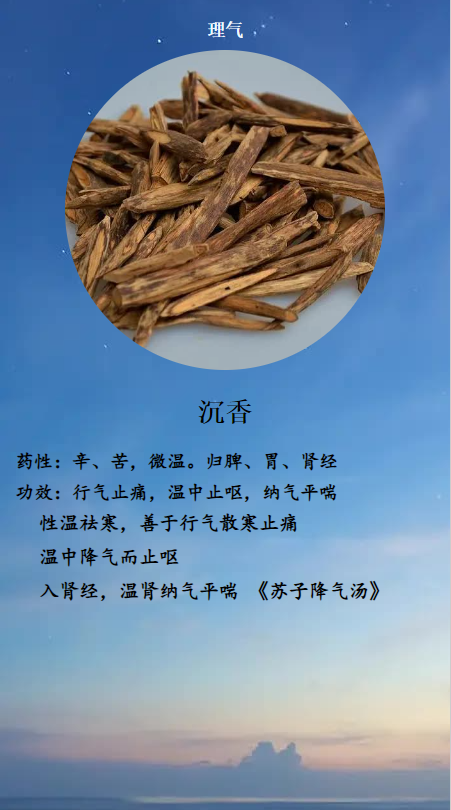 理气
沉香
药性：辛、苦，微温。归脾、胃、肾经
功效：行气止痛，温中止呕，纳气平喘
性温祛寒，善于行气散寒止痛
温中降气而止呕
入肾经，温肾纳气平喘 《苏子降气汤》